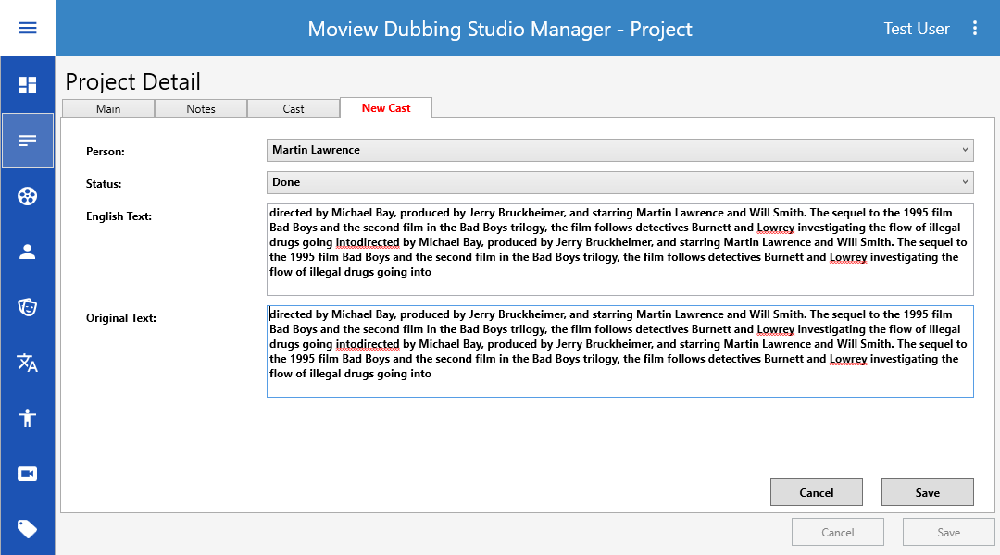 Moview Dubbing Studio Manager - Project
Test User
Project Detail
Main
Notes
Cast
New Cast
Person:
Martin Lawrence
Status:
Done
English Text:
directed by Michael Bay, produced by Jerry Bruckheimer, and starring Martin Lawrence and Will Smith. The sequel to the 1995 film
Bad Boys and the second film in the Bad Boys trilogy, the film follows detectives Burnett and Lowrey investigating the flow of illegal
drugs going intodirected by Michael Bay, produced by Jerry Bruckheimer, and starring Martin Lawrence and Will Smith. The sequel to
the 1995 film Bad Boys and the second film in the Bad Boys trilogy, the film follows detectives Burnett and Lowrey investigating the
flow of illegal drugs going into
Original Text:
directed by Michael Bay, produced by Jerry Bruckheimer, and starring Martin Lawrence and Will Smith. The sequel to the 1995 film
Bad Boys and the second film in the Bad Boys trilogy, the film follows detectives Burnett and Lowrey investigating the flow of illegal
drugs going intodirected by Michael Bay, produced by Jerry Bruckheimer, and starring Martin Lawrence and Will Smith. The sequel to
the 1995 film Bad Boys and the second film in the Bad Boys trilogy, the film follows detectives Burnett and Lowrey investigating the
flow of illegal drugs going into
Cancel
Save
Cancel
Save